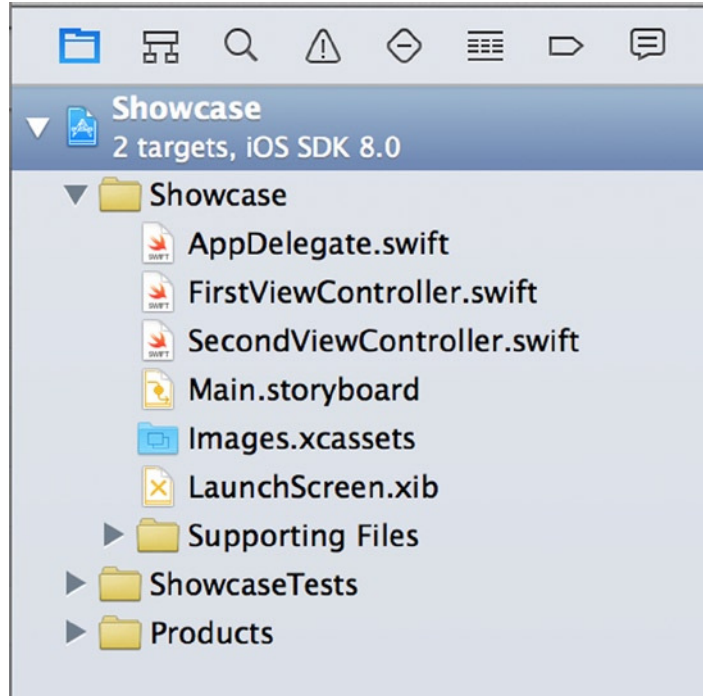 Showcase
2 targets, iOS SDK 8.0
Showcase
AppDelegate.swift
FirstViewController.swift
SecondViewController.swift
Main.storyboard
Images.xcassets
LaunchScreen.xib
Supporting Files
ShowcaseTests
Products